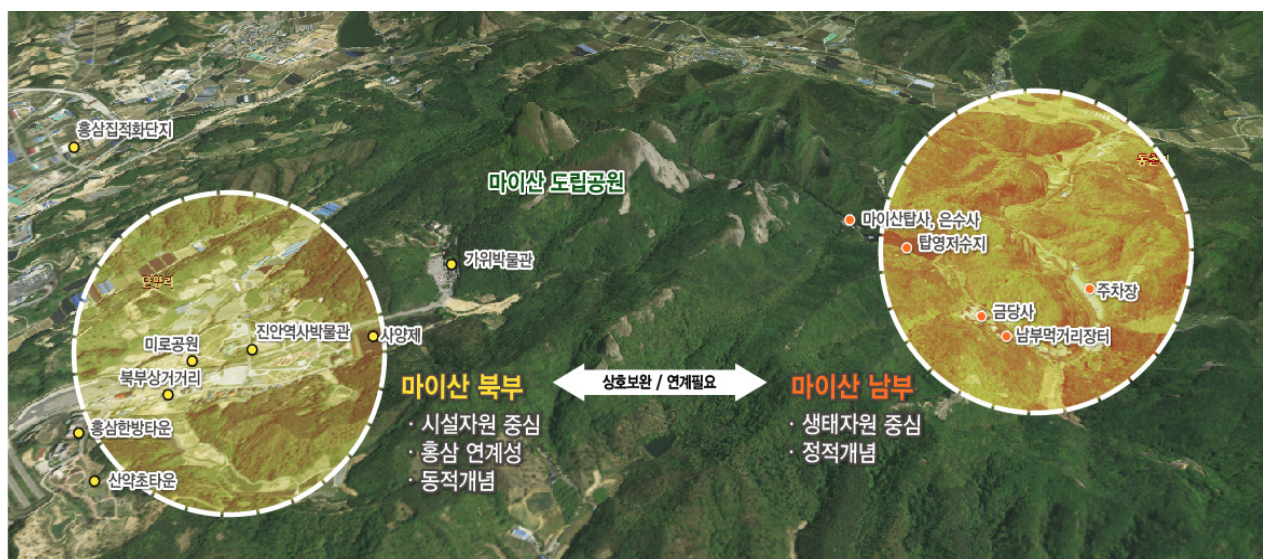 홍삼집적화단지
마이산 도립공원
가위박물관
진안역사박물관
사양제
미로공원
북부상거거리
홍삼한방타운
산약초타운
마이산 북부
· 시설자원 중심
· 홍삼 연계성
· 동적개념
상호보완 / 연계필요
마이산탑사, 은수사
탑영저수지
주차장
금당사
남부먹거리장터
마이산 남부
· 생태자원 중심
· 정적개념